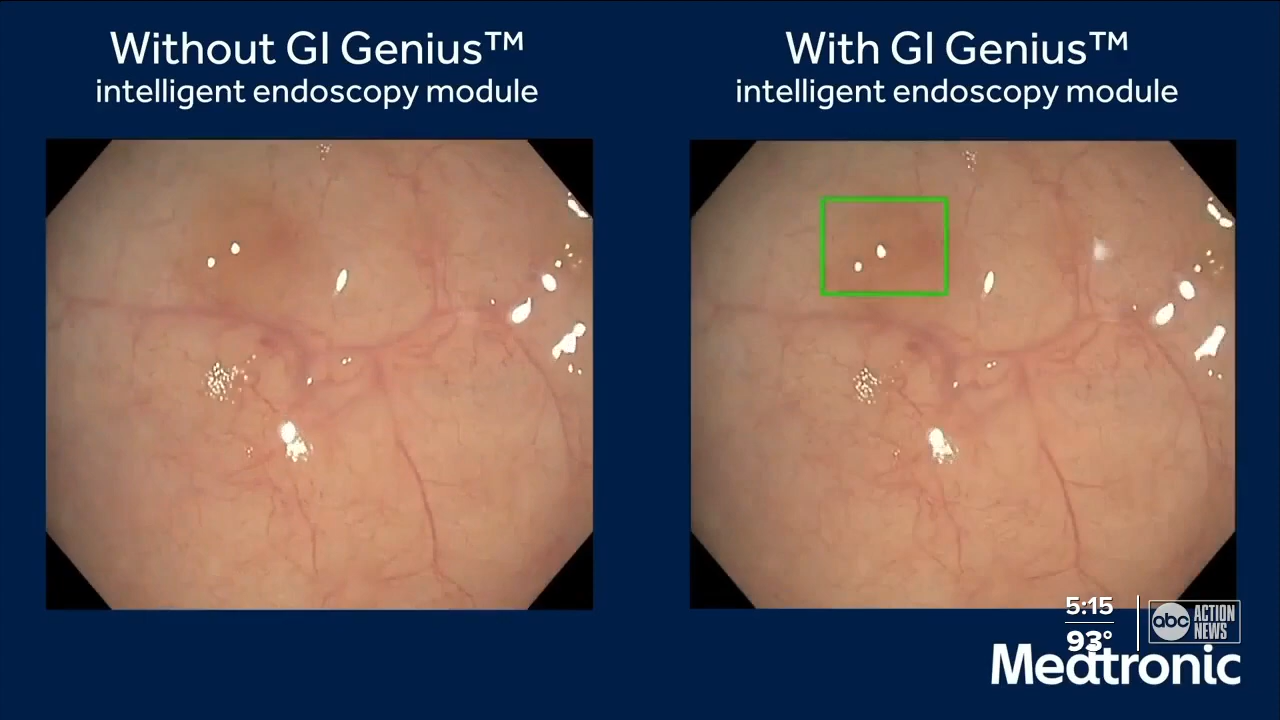 Without GI Genius™
intelligent endoscopy module
With GI Genius™
intelligent endoscopy module
5:15
93°
abc
ACTION
NEWS
Medtronic